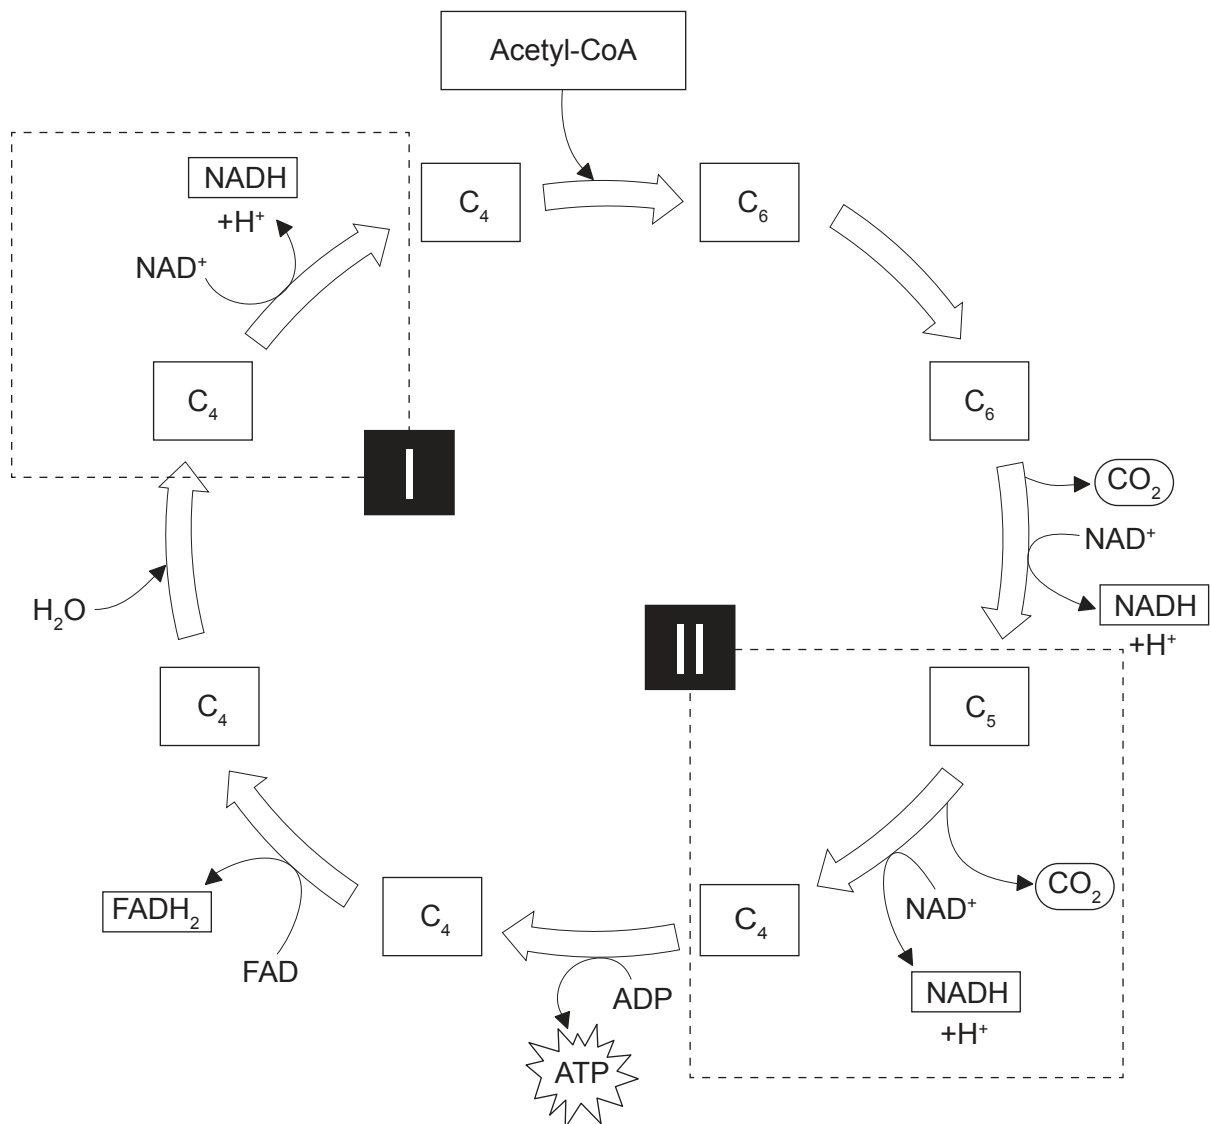 Acetyl-CoA
NADH
+H⁺
NAD⁺
C₄
C₆
C₄
C₆
I
CO₂
NAD⁺
NADH
+H⁺
H₂O
II
C₄
C₅
FADH₂
FAD
C₄
C₄
NAD⁺
CO₂
ADP
NADH
+H⁺
ATP